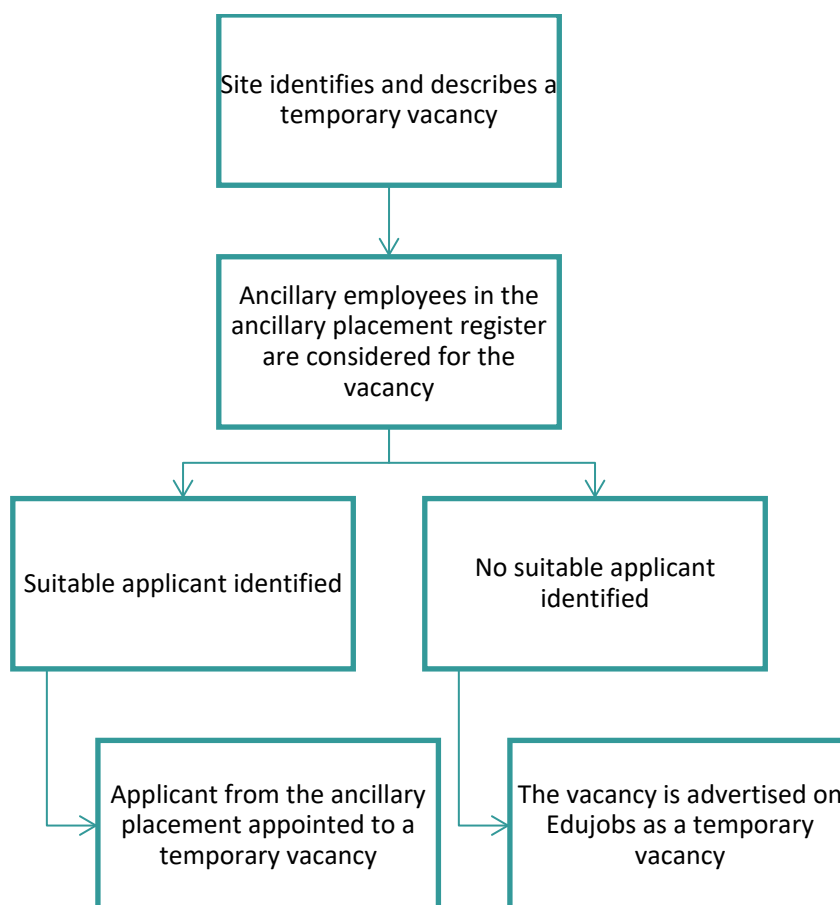 Site identifies and describes a
temporary vacancy
Ancillary employees in the
ancillary placement register
are considered for the
vacancy
Suitable applicant identified
No suitable applicant
identified
Applicant from the ancillary
placement appointed to a
temporary vacancy
The vacancy is advertised on
Edujobs as a temporary
vacancy